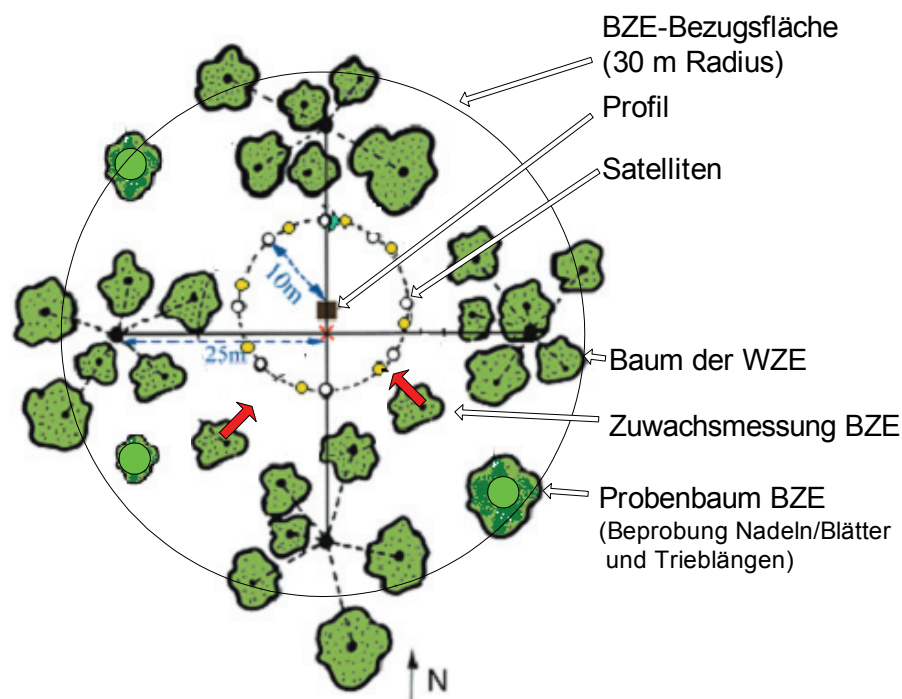 BZE-Bezugsfläche
(30 m Radius)
Profil
Satelliten
10m
25m
Baum der WZE
Zuwachsmessung BZE
Probenbaum BZE
(Beprobung Nadeln/Blätter
und Trieblängen)
N